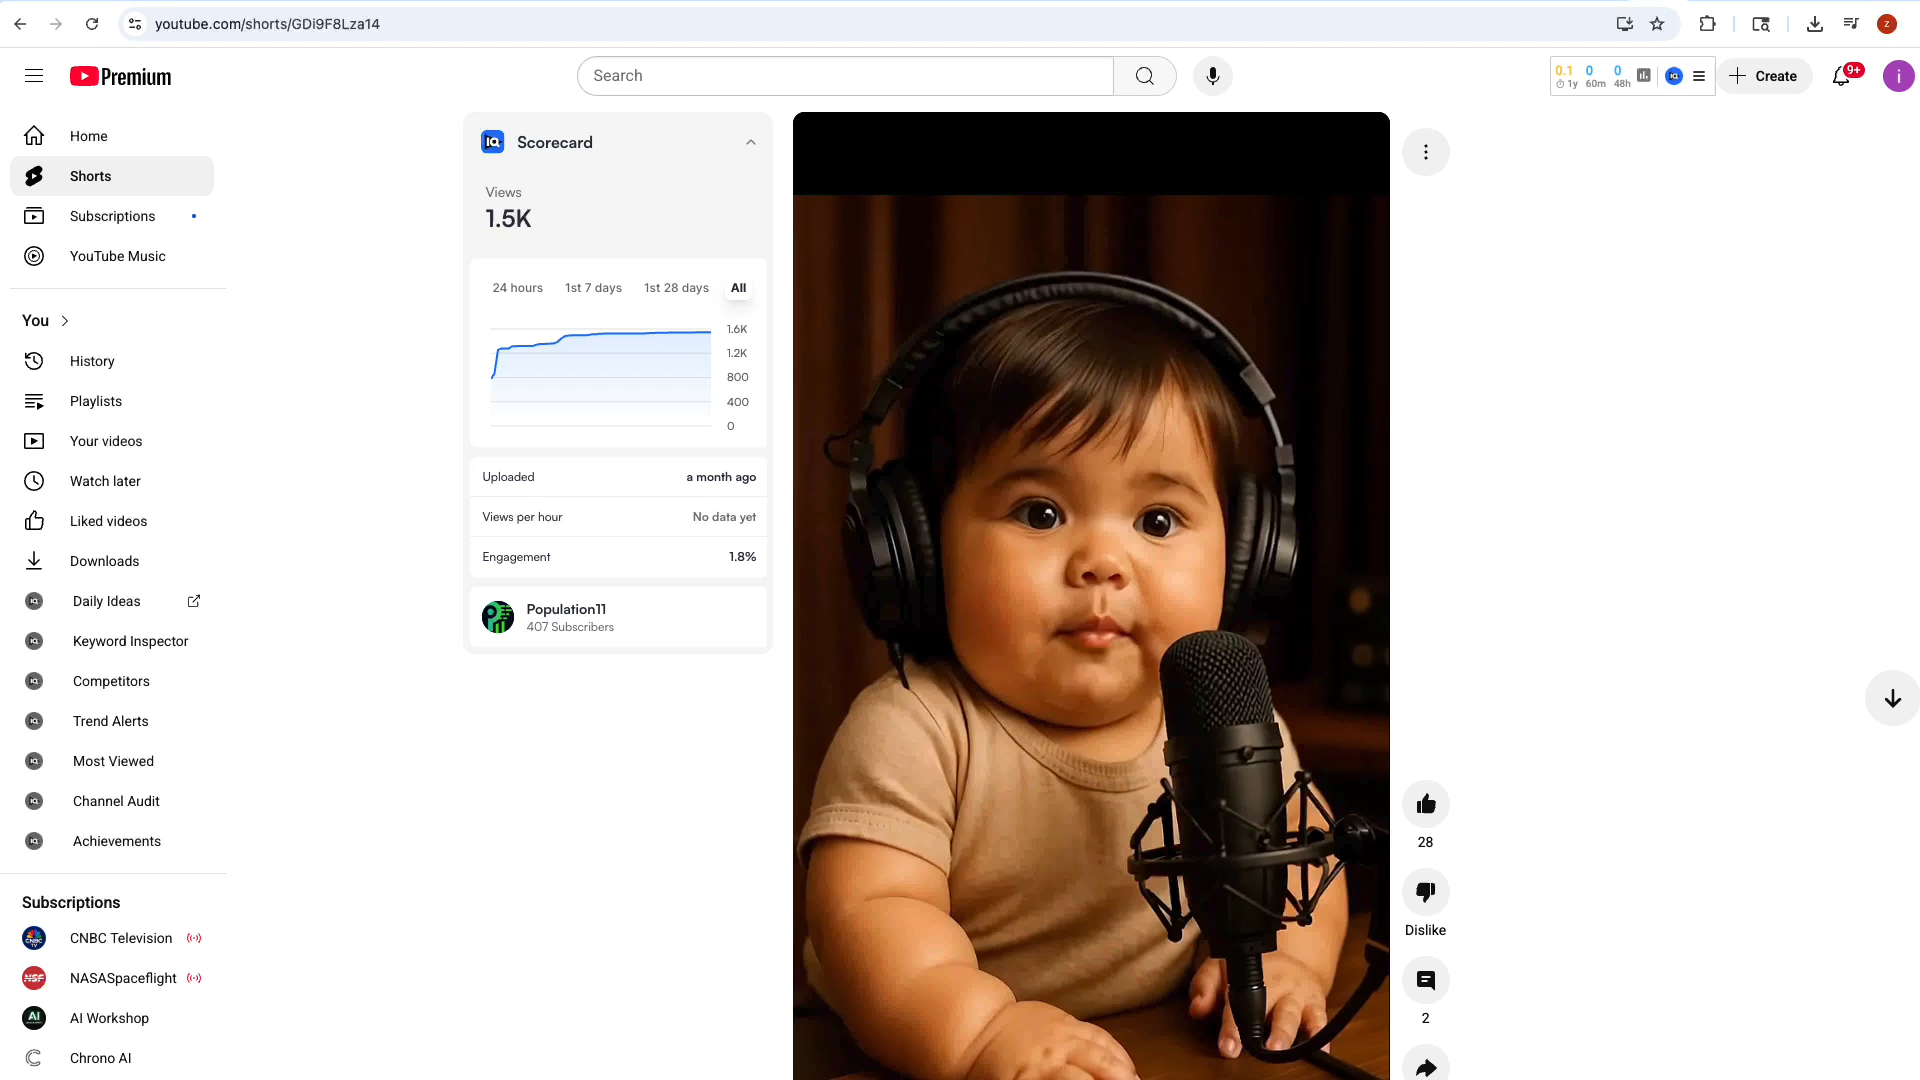 youtube.com/shorts/GDi9F8Lza14
z
Premium
Search
0.1 0 0
1y 60m 48h
IQ
Create
9+
i
Home
Shorts
Subscriptions
YouTube Music
You
History
Playlists
Your videos
Watch later
Liked videos
Downloads
Daily Ideas
Keyword Inspector
Competitors
Trend Alerts
Most Viewed
Channel Audit
Achievements
Subscriptions
CNBC Television
NASASpaceflight
AI Workshop
Chrono AI
IQ Scorecard
Views
1.5K
24 hours 1st 7 days 1st 28 days All
1.6K
1.2K
800
400
0
Uploaded a month ago
Views per hour No data yet
Engagement 1.8%
Population11
407 Subscribers
28
Dislike
2